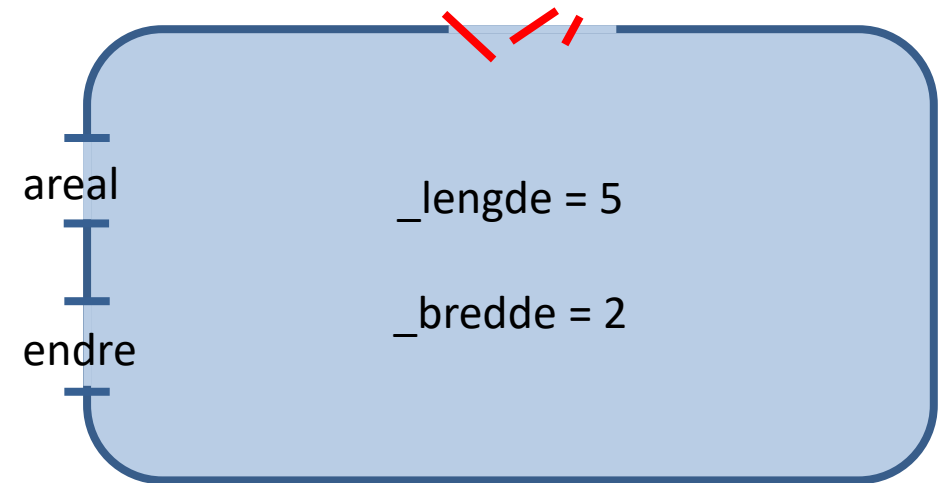 areal
_lengde = 5
_bredde = 2
endre